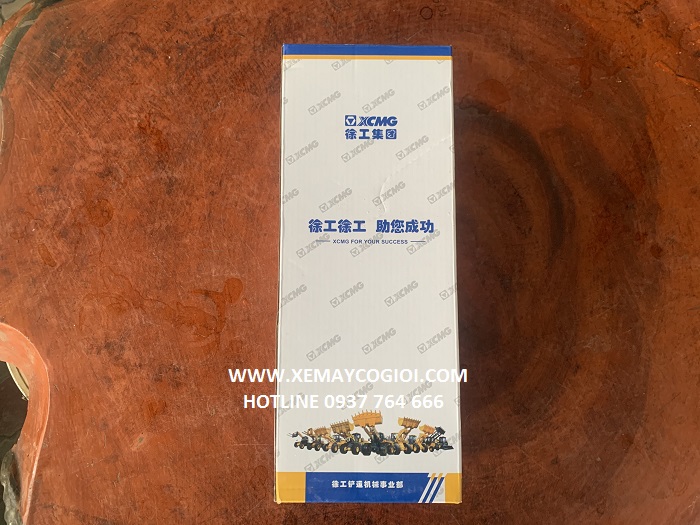 XCMG
徐工集团
徐工徐工 助您成功
XCMG FOR YOUR SUCCESS
WWW.XEMAYCOGIOI.COM
HOTLINE 0937 764 666
徐工铲运机械事业部